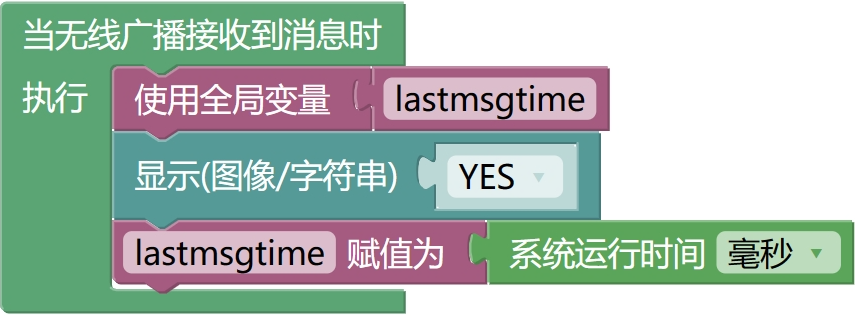 当无线广播接收到消息时
执行 使用全局变量 lastmsgtime
显示(图像/字符串) YES
lastmsgtime 赋值为 系统运行时间 毫秒